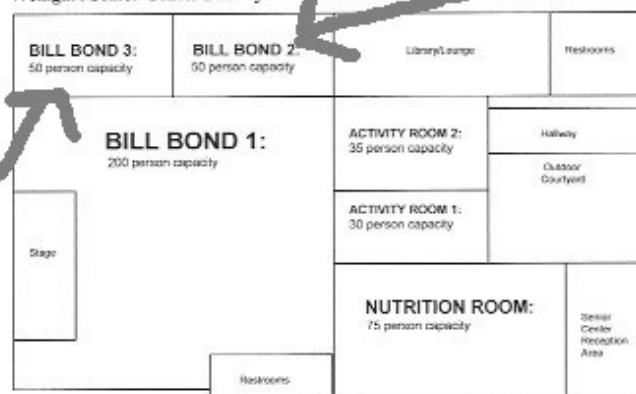 BILL BOND 3:
50 person capacity
BILL BOND 2:
50 person capacity
Library/Lounge
Restrooms
BILL BOND 1:
200 person capacity
ACTIVITY ROOM 2:
35 person capacity
Hallway
Outdoor
Courtyard
ACTIVITY ROOM 1:
30 person capacity
Stage
NUTRITION ROOM:
75 person capacity
Senior
Center
Reception
Area
Restrooms